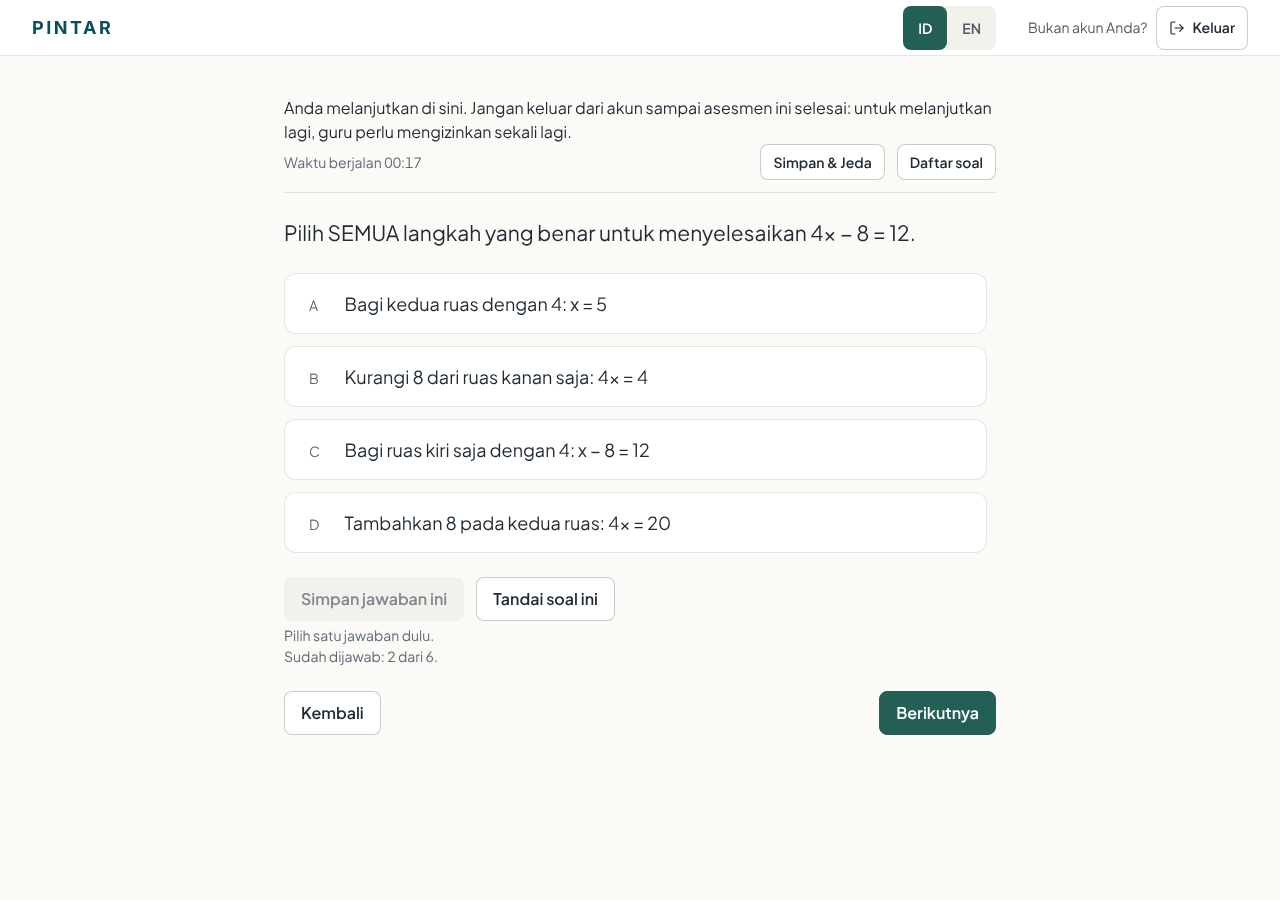 PINTAR
ID EN
Bukan akun Anda?
Keluar
Anda melanjutkan di sini. Jangan keluar dari akun sampai asesmen ini selesai: untuk melanjutkan
lagi, guru perlu mengizinkan sekali lagi.
Waktu berjalan 00:17
Simpan & Jeda
Daftar soal
Pilih SEMUA langkah yang benar untuk menyelesaikan 4x − 8 = 12.
A Bagi kedua ruas dengan 4: x = 5
B Kurangi 8 dari ruas kanan saja: 4x = 4
C Bagi ruas kiri saja dengan 4: x − 8 = 12
D Tambahkan 8 pada kedua ruas: 4x = 20
Simpan jawaban ini
Tandai soal ini
Pilih satu jawaban dulu.
Sudah dijawab: 2 dari 6.
Kembali
Berikutnya